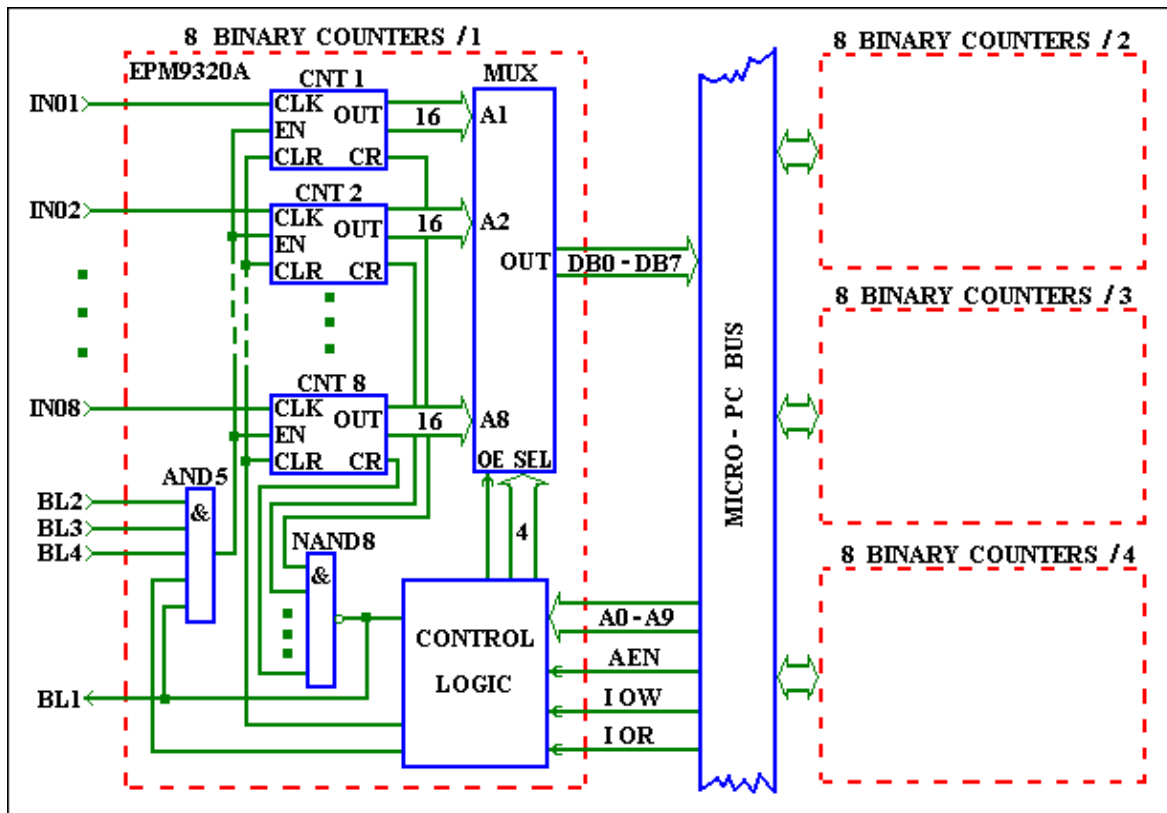 8 BINARY COUNTERS / 1
EPM9320A
CNT 1
MUX
IN01
CLK
OUT
EN
CLR
CR
16
A1
CNT 2
IN02
CLK
OUT
EN
CLR
CR
16
A2
OUT
DB0 - DB7
CNT 8
IN08
CLK
OUT
EN
CLR
CR
16
A8
OE SEL
4
AND5
&
BL2
BL3
BL4
NAND8
&
BL1
CONTROL
LOGIC
A0 - A9
AEN
IOW
IOR
MICRO - PC BUS
8 BINARY COUNTERS / 2
8 BINARY COUNTERS / 3
8 BINARY COUNTERS / 4